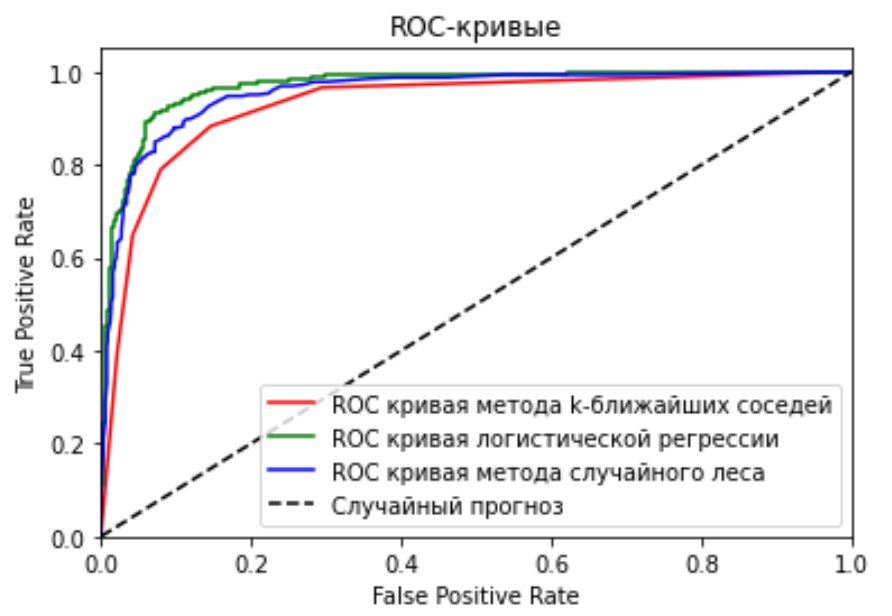 ROC-кривые
True Positive Rate
1.0
0.8
0.6
0.4
0.2
0.0
ROC кривая метода k-ближайших соседей
ROC кривая логистической регрессии
ROC кривая метода случайного леса
Случайный прогноз
0.0 0.2 0.4 0.6 0.8 1.0
False Positive Rate